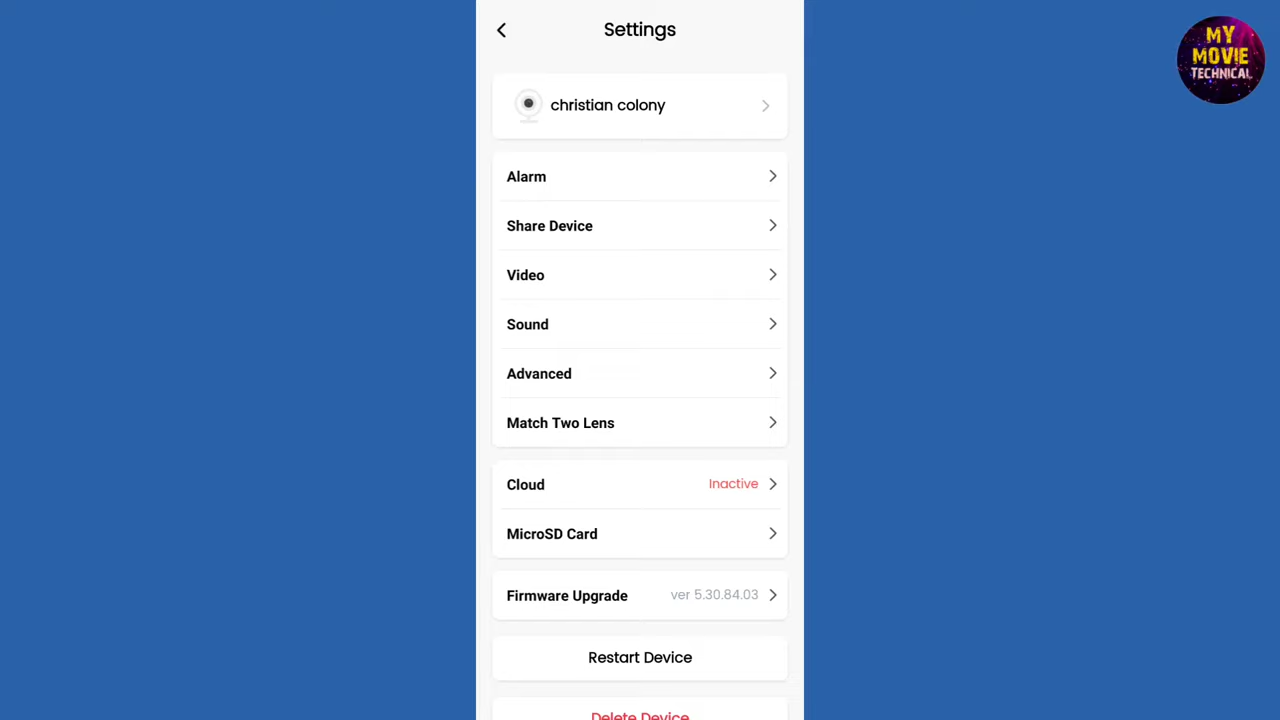 Settings
MY
MOVIE
TECHNICAL
christian colony
Alarm
Share Device
Video
Sound
Advanced
Match Two Lens
Cloud Inactive
MicroSD Card
Firmware Upgrade ver 5.30.84.03
Restart Device
Delete Device